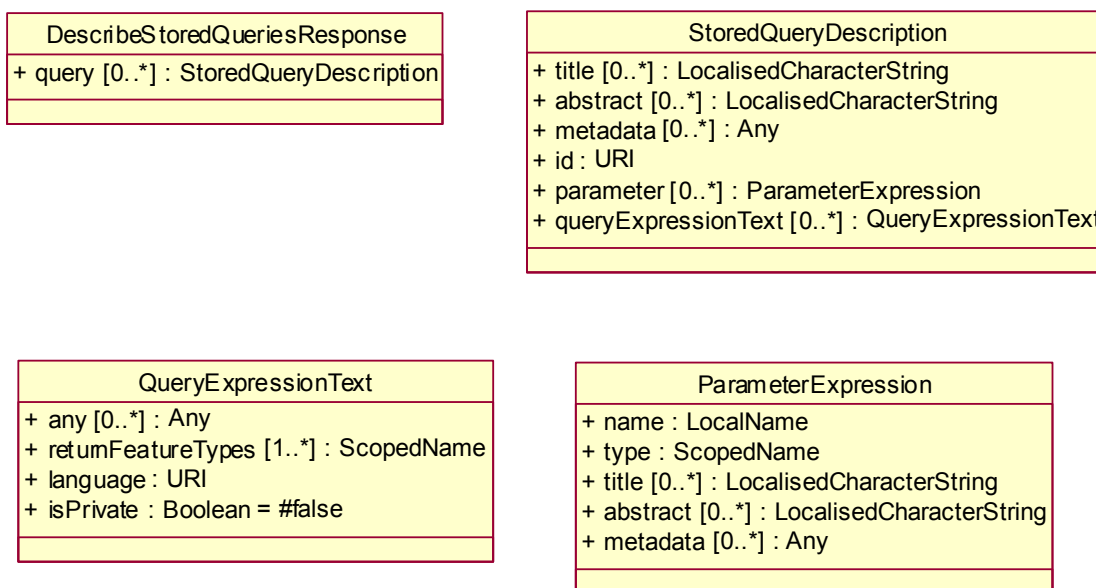 DescribeStoredQueriesResponse
+ query [0..*] : StoredQueryDescription
StoredQueryDescription
+ title [0..*] : LocalisedCharacterString
+ abstract [0..*] : LocalisedCharacterString
+ metadata [0..*] : Any
+ id : URI
+ parameter [0..*] : ParameterExpression
+ queryExpressionText [0..*] : QueryExpressionText
QueryExpressionText
+ any [0..*] : Any
+ returnFeatureTypes [1..*] : ScopedName
+ language : URI
+ isPrivate : Boolean = #false
ParameterExpression
+ name : LocalName
+ type : ScopedName
+ title [0..*] : LocalisedCharacterString
+ abstract [0..*] : LocalisedCharacterString
+ metadata [0..*] : Any